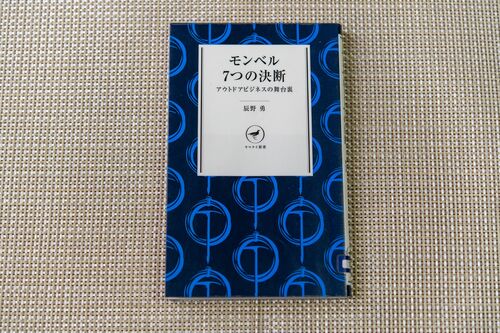 モンベル
7つの決断
アウトドアビジネスの舞台裏
辰野 勇
ヤマケイ新書